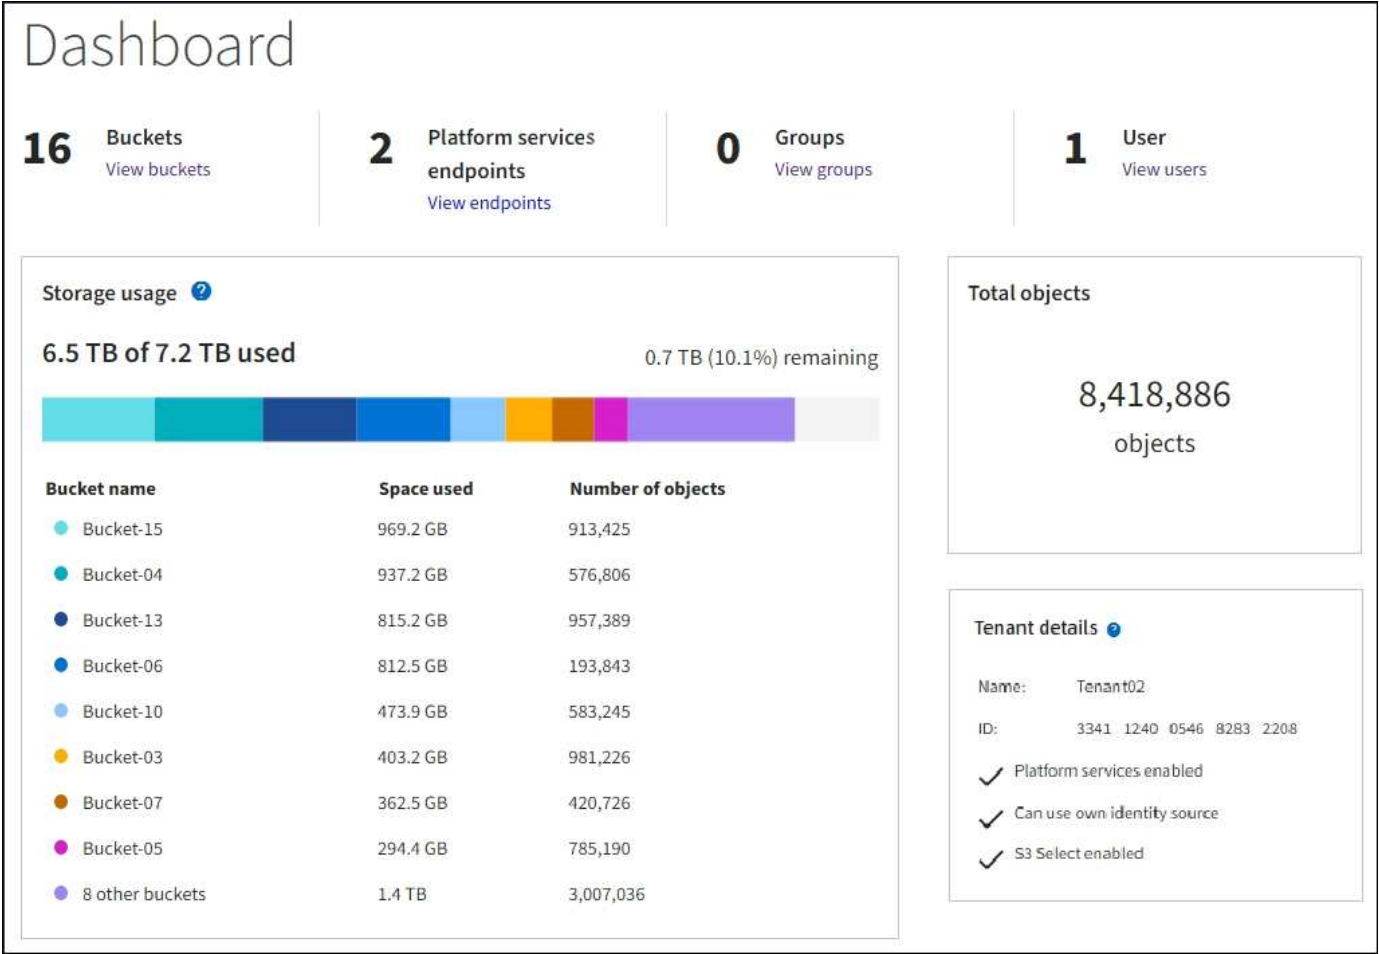 Dashboard
16 Buckets
View buckets
2 Platform services
endpoints
View endpoints
0 Groups
View groups
1 User
View users
Storage usage ?
6.5 TB of 7.2 TB used
0.7 TB (10.1%) remaining
Bucket name Space used Number of objects
Bucket-15 969.2 GB 913,425
Bucket-04 937.2 GB 576,806
Bucket-13 815.2 GB 957,389
Bucket-06 812.5 GB 193,843
Bucket-10 473.9 GB 583,245
Bucket-03 403.2 GB 981,226
Bucket-07 362.5 GB 420,726
Bucket-05 294.4 GB 785,190
8 other buckets 1.4 TB 3,007,036
Total objects
8,418,886
objects
Tenant details ?
Name: Tenant02
ID: 3341 1240 0546 8283 2208
Platform services enabled
Can use own identity source
S3 Select enabled